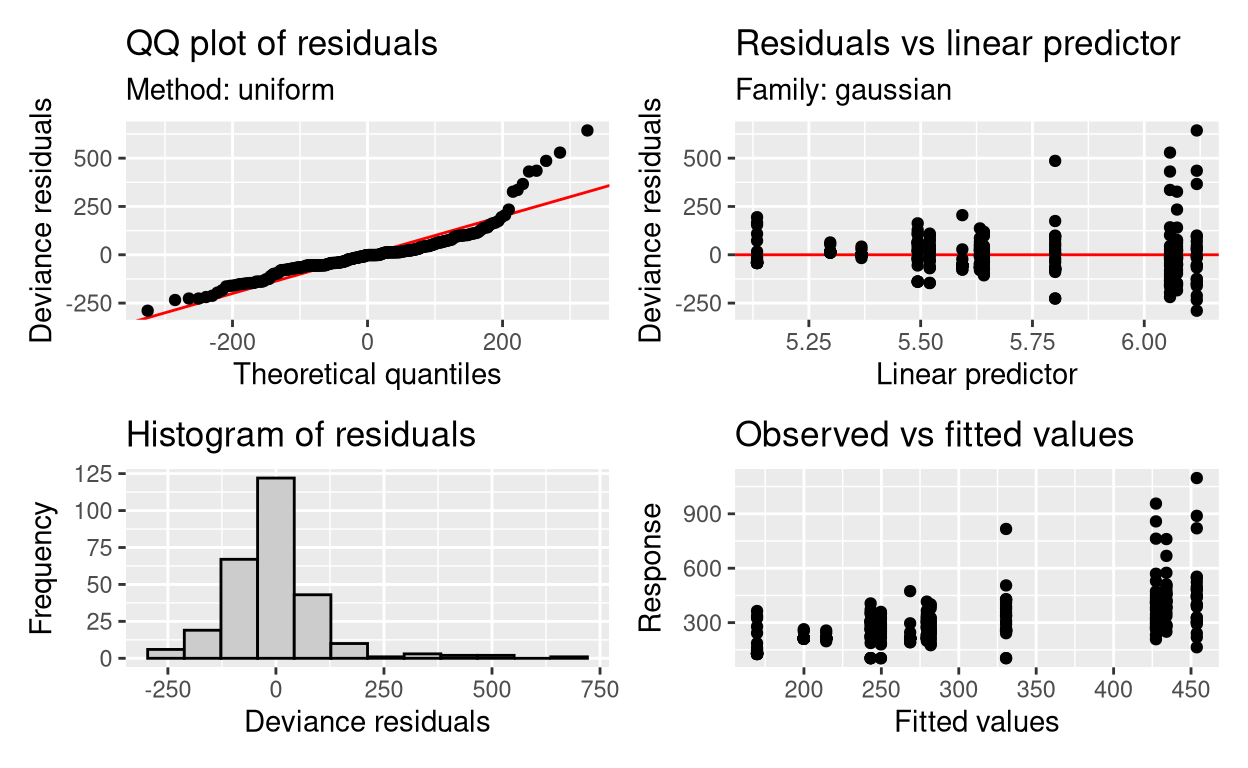 QQ plot of residuals
Method: uniform
Deviance residuals
500
250
0
-250
-200
0
200
Theoretical quantiles
Residuals vs linear predictor
Family: gaussian
Deviance residuals
500
250
0
-250
5.25
5.50
5.75
6.00
Linear predictor
Histogram of residuals
Frequency
125
100
75
50
25
0
-250
0
250
500
750
Deviance residuals
Observed vs fitted values
Response
900
600
300
200
250
300
350
400
450
Fitted values